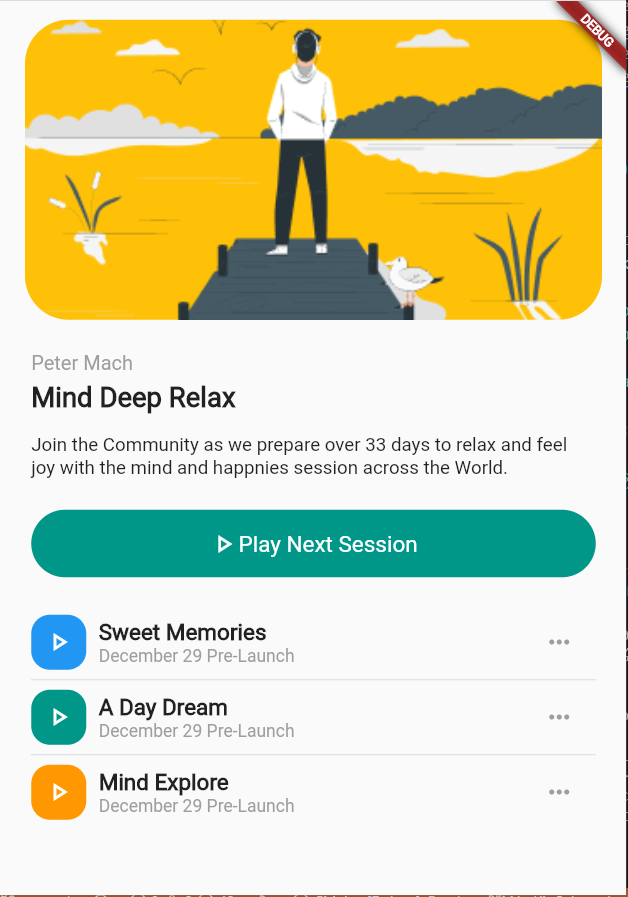 DEBUG
Peter Mach
Mind Deep Relax
Join the Community as we prepare over 33 days to relax and feel
joy with the mind and happnies session across the World.
Play Next Session
Sweet Memories
December 29 Pre-Launch
A Day Dream
December 29 Pre-Launch
Mind Explore
December 29 Pre-Launch